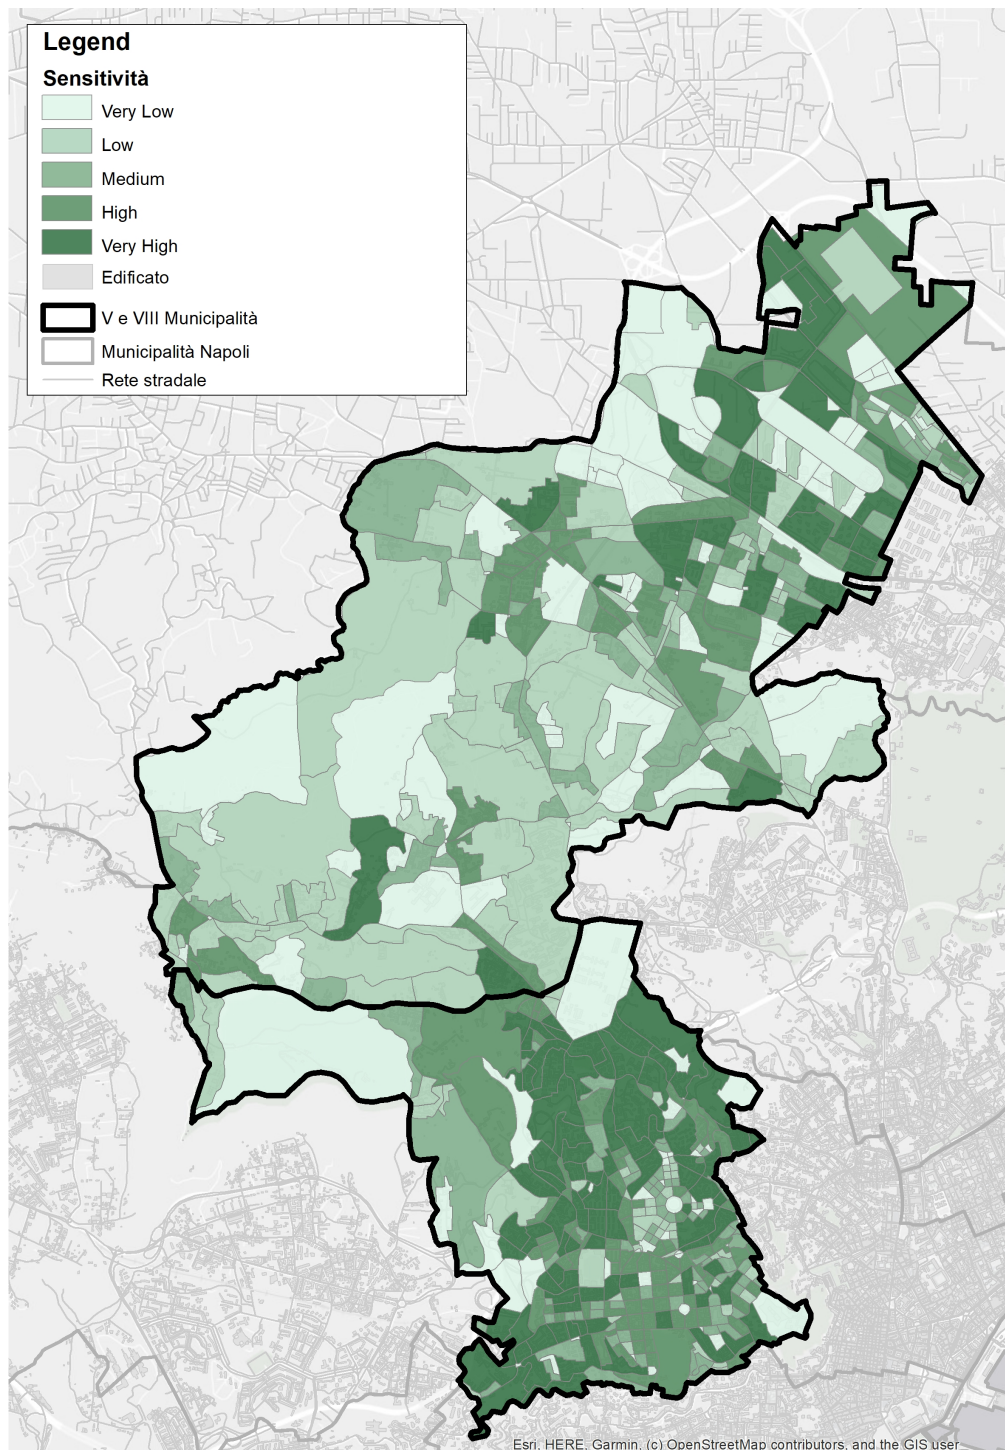 Legend
Sensitività
Very Low
Low
Medium
High
Very High
Edificato
V e VIII Municipalità
Municipalità Napoli
Rete stradale
Esri, HERE, Garmin, (c) OpenStreetMap contributors, and the GIS user